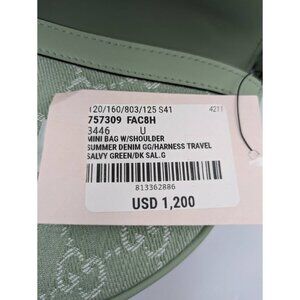 120/160/803/125 S41 4211
757309 FAC8H
3446 U
MINI BAG W/SHOULDER
SUMMER DENIM GG/HARNESS TRAVEL
SALVY GREEN/DK SAL.G
813362886
USD 1,200